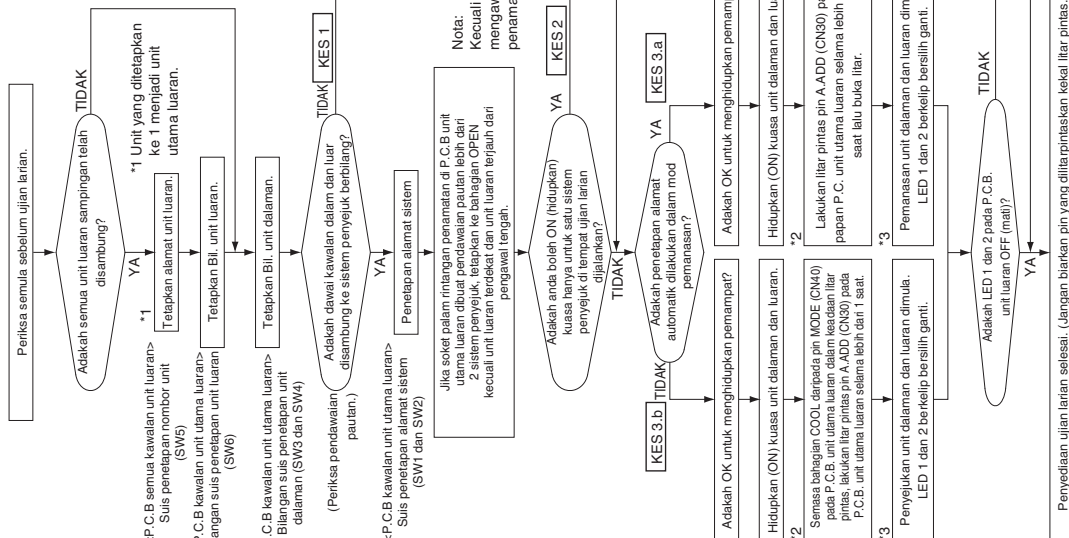 Periksa semula sebelum ujian larian.
Adakah semua unit luaran sampingan telah
disambung?
TIDAK
YA
*1 Unit yang ditetapkan
ke 1 menjadi unit
utama luaran.
P.C.B semua kawalan unit luaran>
Suis penetapan nombor unit
(SW5)
*1
Tetapkan alamat unit luaran.
P.C.B kawalan unit utama luaran>
suis penetapan unit luaran
(SW6)
Tetapkan Bil. unit luaran.
kawalan unit utama luaran>
Bilangan suis penetapan unit
dalaman (SW3 dan SW4)
Tetapkan Bil. unit dalaman.
(Periksa pendawaian
pautan.)
Adakah dawai kawalan dalam dan luar
disambung ke sistem penyejuk berbilang?
TIDAK
KES 1
YA
P.C.B kawalan unit utama luaran>
Suis penetapan alamat sistem
(SW1 dan SW2)
Penetapan alamat sistem
Jika soket palam rintangan penamatan di P.C.B unit
utama luaran dibuat pendawaian pautan lebih dari
2 sistem penyejuk, tetapkan ke bahagian OPEN
kecuali unit luaran terdekat dan unit luaran terjauh dari
pengawal tengah.
Nota:
Kecuali
Adakah anda boleh ON (hidupkan)
kuasa hanya untuk satu sistem
penyejuk di tempat ujian larian
dijalankan?
YA
KES 2
TIDAK
Adakah penetapan alamat
automatik dilakukan dalam mod
pemanasan?
KES 3.b
TIDAK
YA
KES 3.a
Adakah OK untuk menghidupkan pemampat?
Hidupkan (ON) kuasa unit dalaman dan luaran.
Semasa bahagian COOL daripada pin MODE (CN40)
pada P.C.B. unit utama luaran dalam keadaan litar
pintas, lakukan litar pintas pin A.ADD (CN30) pada
P.C.B. unit utama luaran selama lebih dari 1 saat.
Penyejukan unit dalaman dan luaran dimula.
LED 1 dan 2 berkelip bersilih ganti.
Adakah OK untuk menghidupkan
Hidupkan (ON) kuasa unit dalaman dan
*2
Lakukan litar pintas pin A.ADD (CN30)
papan P.C. unit utama luaran selama lebih
saat lalu buka litar.
*3
Pemanasan unit dalaman dan luaran
LED 1 dan 2 berkelip bersilih ganti.
Adakah LED 1 dan 2 pada P.C.B.
unit luaran OFF (mati)?
TIDAK
YA
Penyediaan ujian larian selesai. (Jangan biarkan pin yang dilitarpintaskan kekal litar pintas.